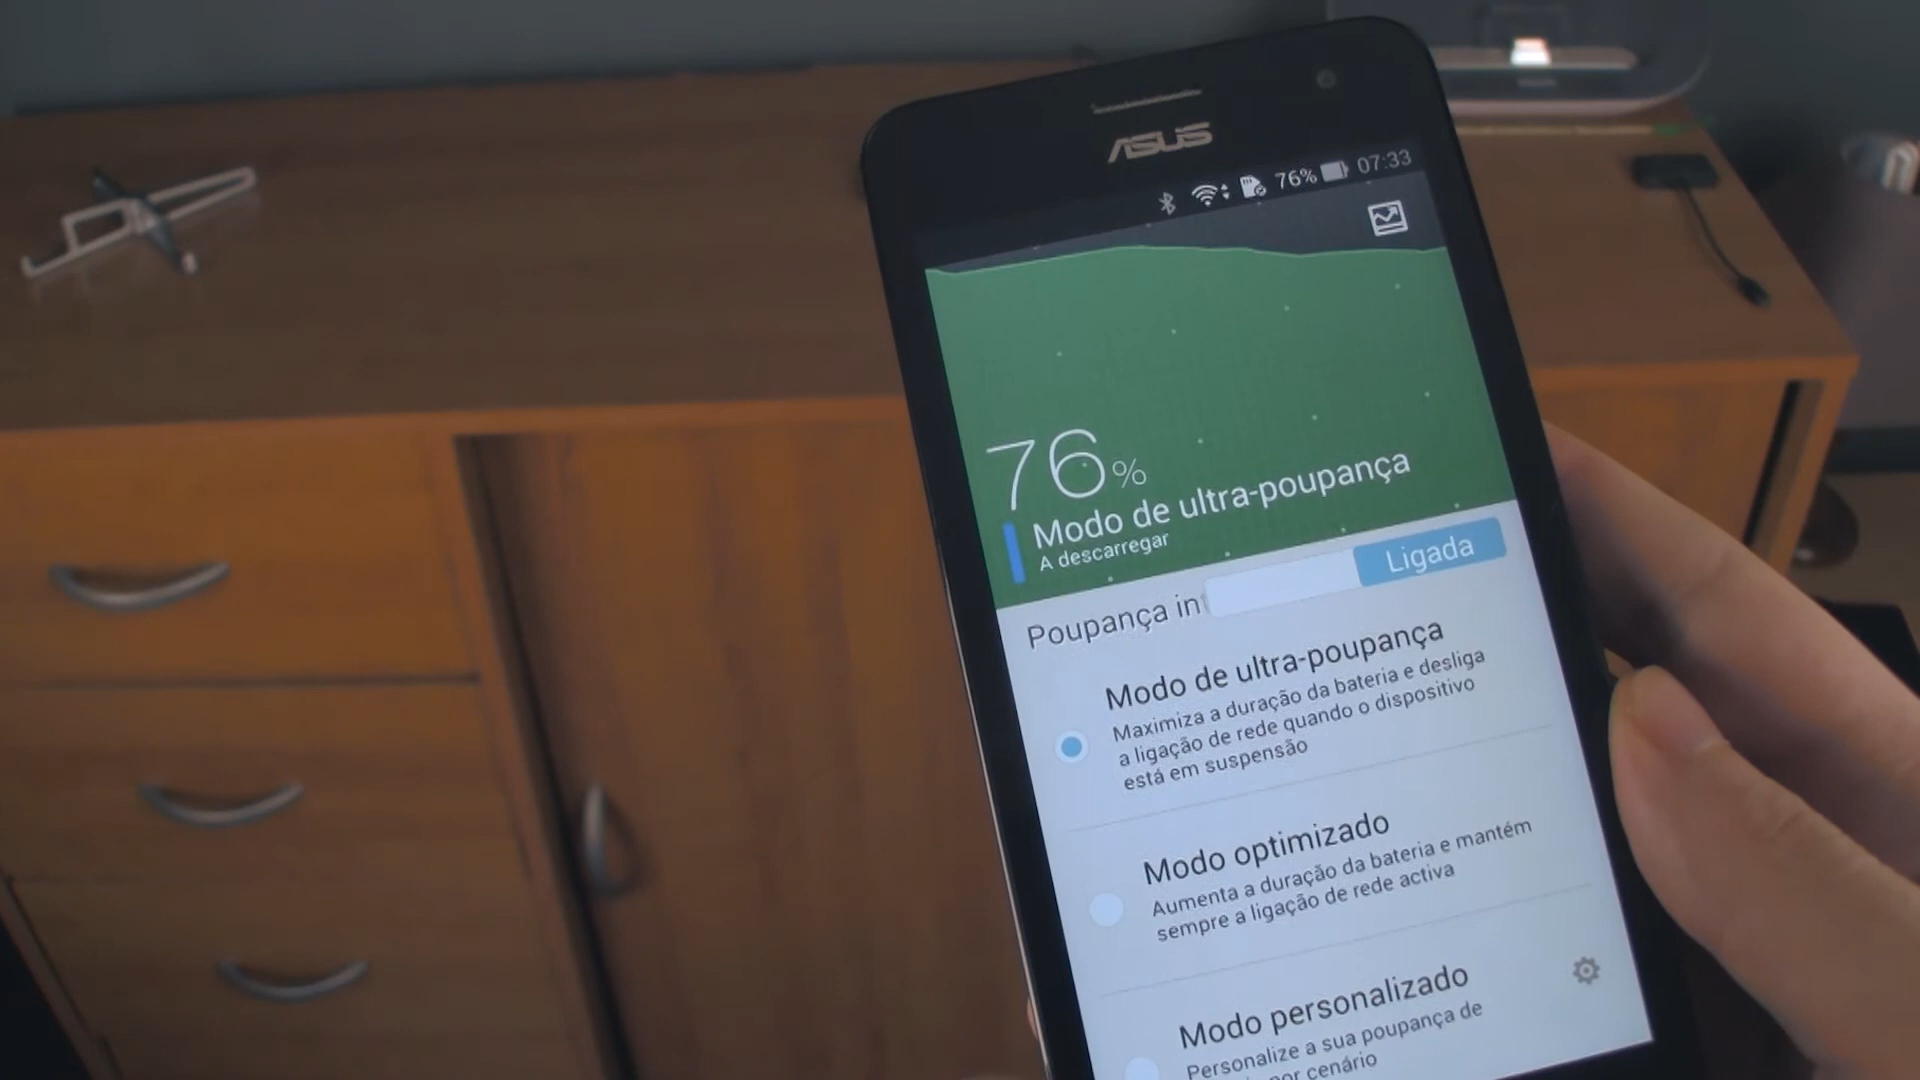 ASUS
76% 07:33
76%
Modo de ultra-poupança
A descarregar
Poupança in
Ligada
Modo de ultra-poupança
Maximiza a duração da bateria e desliga
a ligação de rede quando o dispositivo
está em suspensão
Modo optimizado
Aumenta a duração da bateria e mantém
sempre a ligação de rede activa
Modo personalizado
Personalize a sua poupança de
por cenário